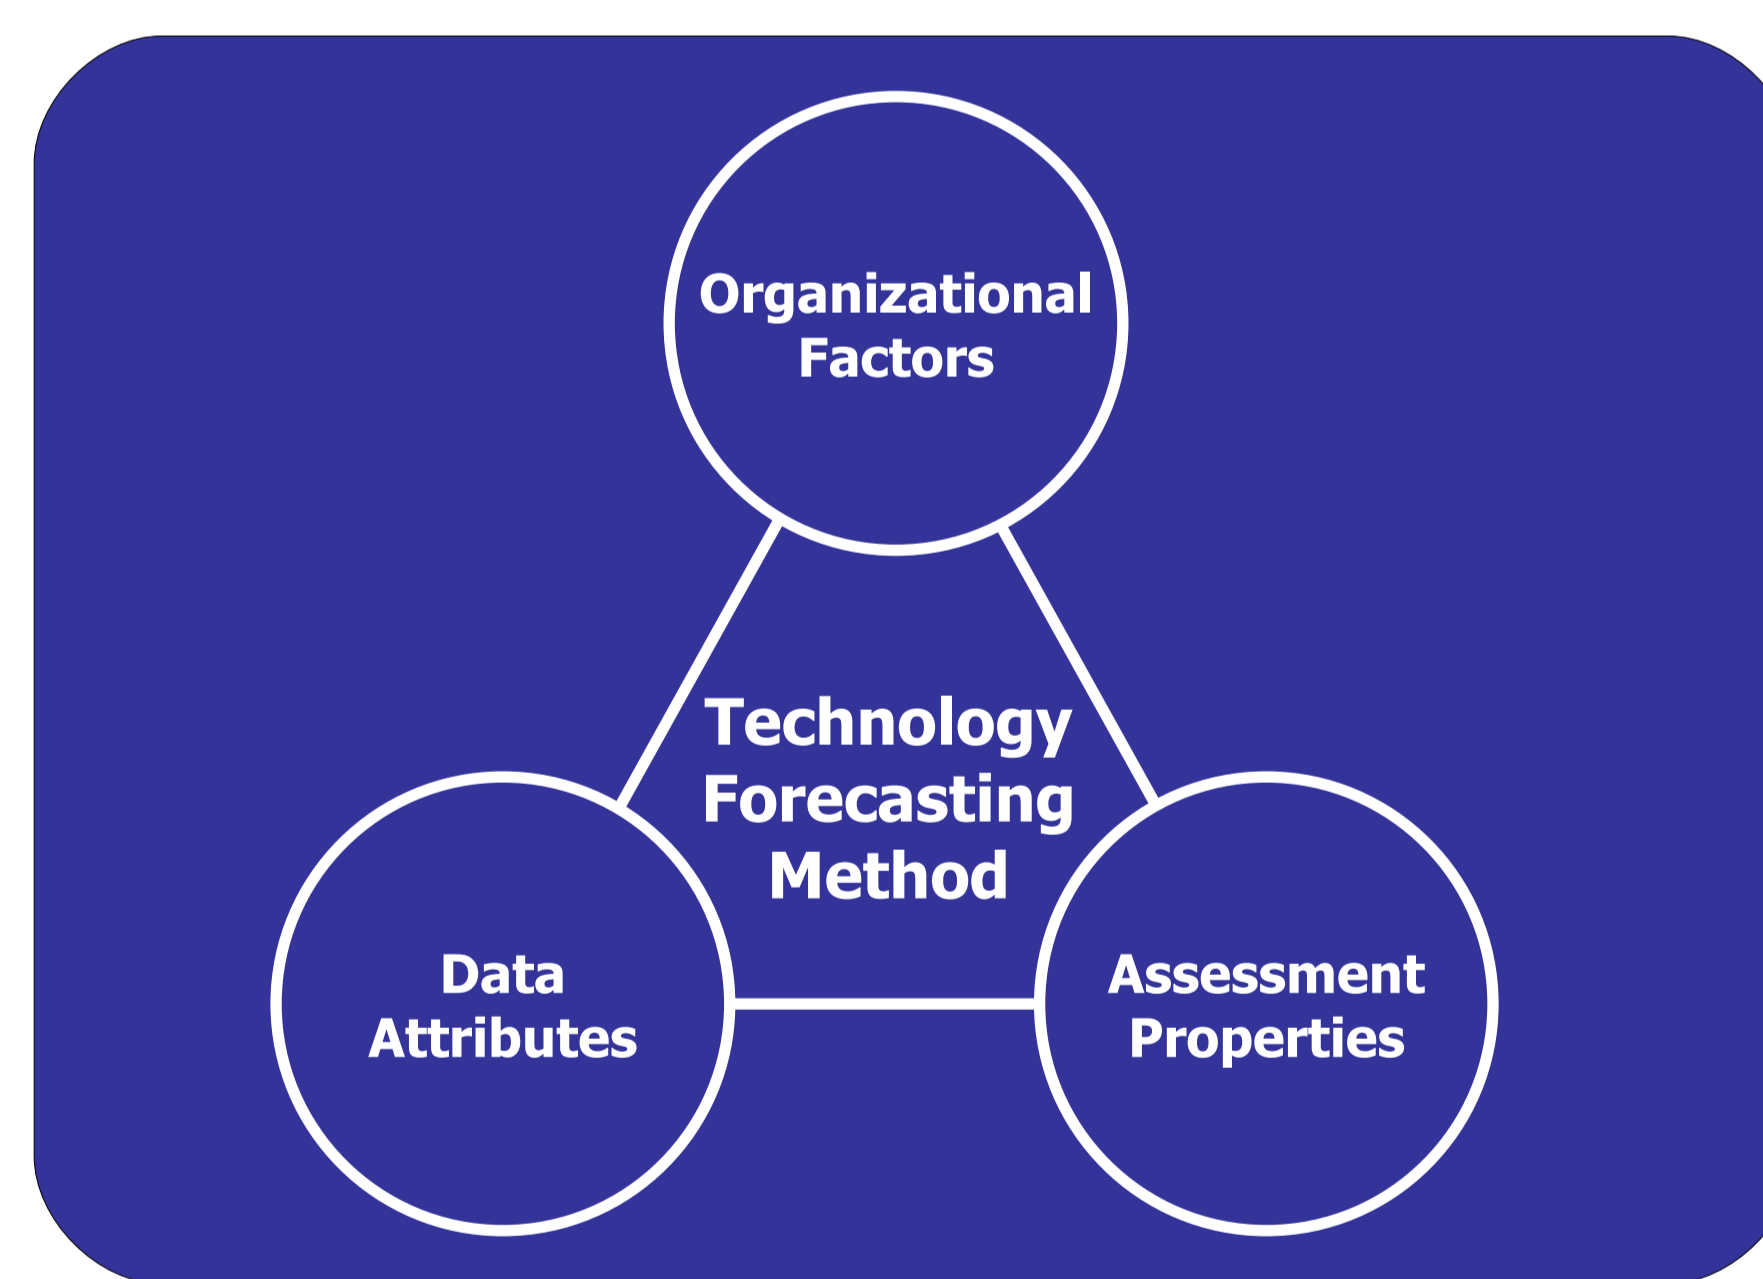 Organizational
Factors
Technology
Forecasting
Method
Data
Attributes
Assessment
Properties